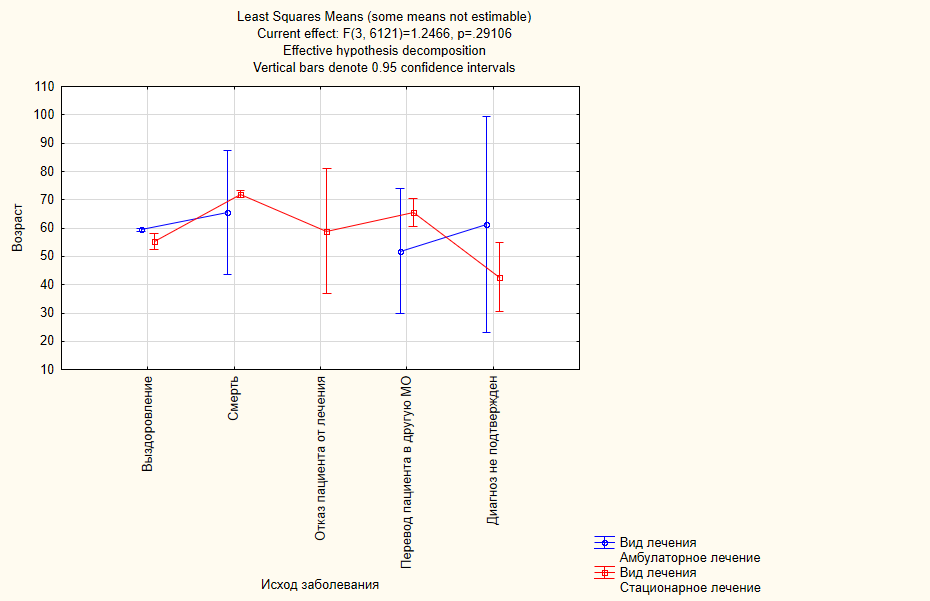 Least Squares Means (some means not estimable)
Current effect: F(3, 6121)=1.2466, p=.29106
Effective hypothesis decomposition
Vertical bars denote 0.95 confidence intervals
110
100
90
80
70
60
50
40
30
20
10
Возраст
Выздоровление
Смерть
Отказ пациента от лечения
Перевод пациента в другую МО
Диагноз не подтвержден
Исход заболевания
Вид лечения
Амбулаторное лечение
Вид лечения
Стационарное лечение